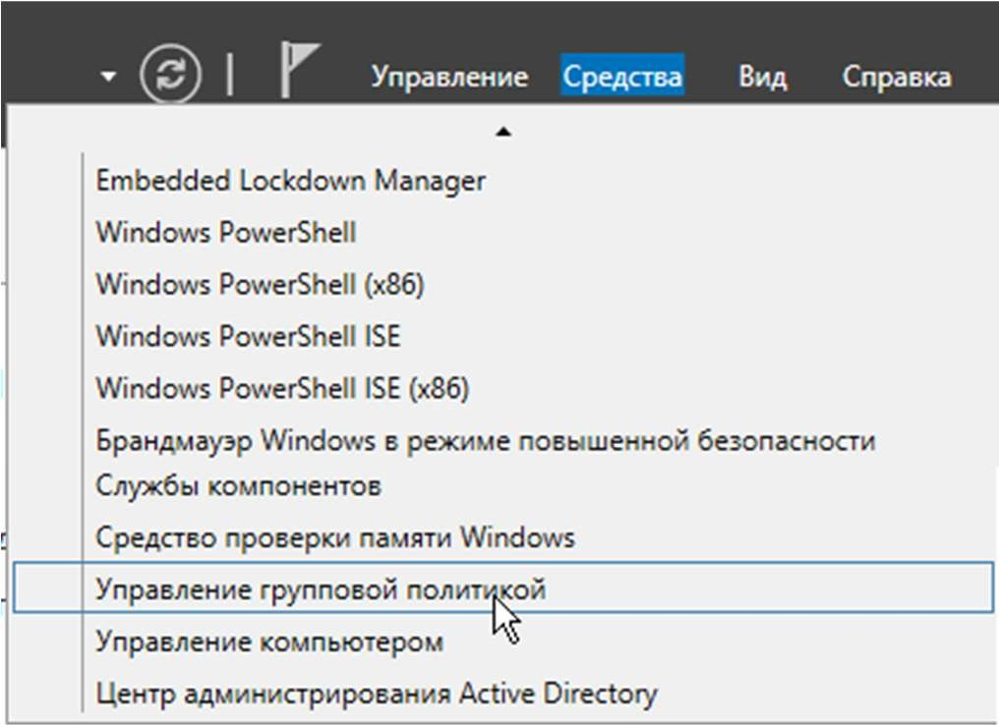 Управление Средства Вид Справка
Embedded Lockdown Manager
Windows PowerShell
Windows PowerShell (x86)
Windows PowerShell ISE
Windows PowerShell ISE (x86)
Брандмауэр Windows в режиме повышенной безопасности
Службы компонентов
Средство проверки памяти Windows
Управление групповой политикой
Управление компьютером
Центр администрирования Active Directory